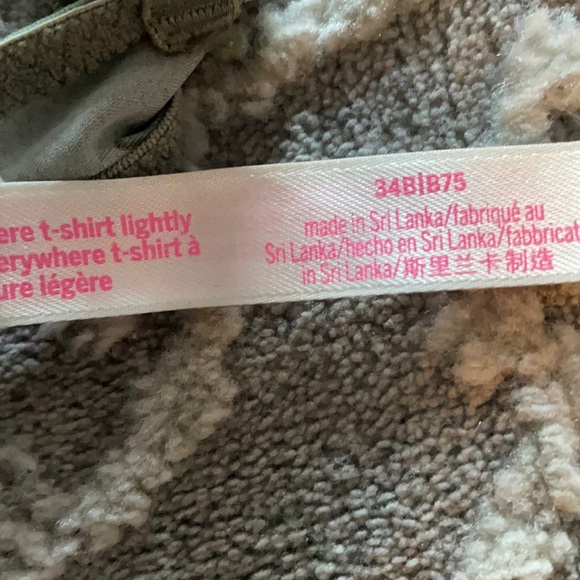 ere t-shirt lightly
erywhere t-shirt à
ure légère
34B|B75
made in Sri Lanka/fabriqué au
Sri Lanka/hecho en Sri Lanka/fabbricat
in Sri Lanka/斯里兰卡制造